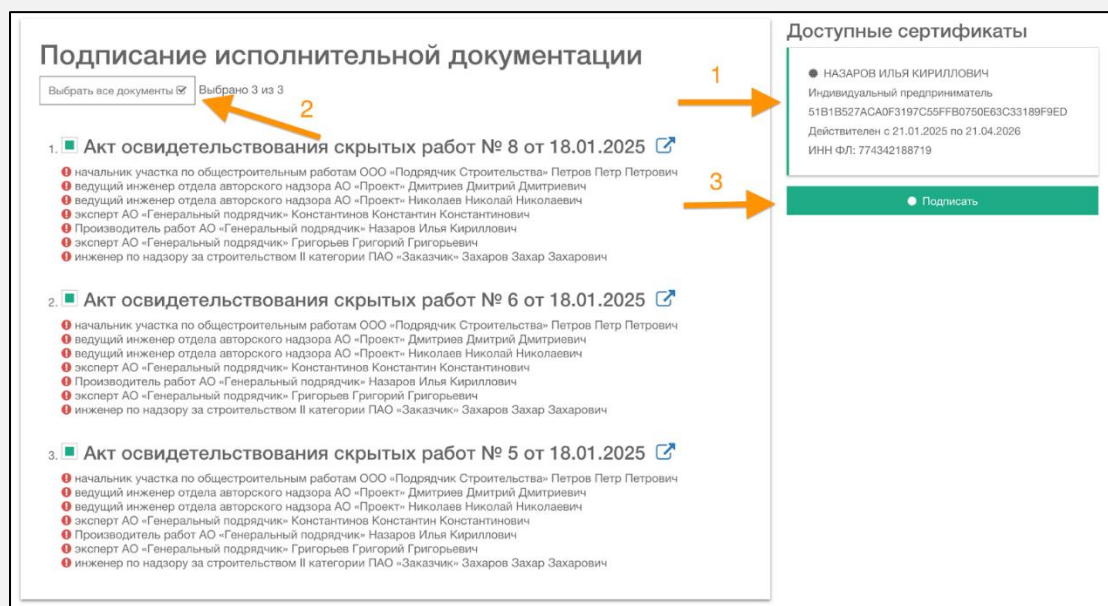 Подписание исполнительной документации
Выбрать все документы Выбрано 3 из 3
2
1. Акт освидетельствования скрытых работ № 8 от 18.01.2025
начальник участка по общестроительным работам ООО «Подрядчик Строительства» Петров Петр Петрович
ведущий инженер отдела авторского надзора АО «Проект» Дмитриев Дмитрий Дмитриевич
ведущий инженер отдела авторского надзора АО «Проект» Николаев Николай Николаевич
эксперт АО «Генеральный подрядчик» Константинов Константин Константинович
Производитель работ АО «Генеральный подрядчик» Назаров Илья Кириллович
эксперт АО «Генеральный подрядчик» Григорьев Григорий Григорьевич
инженер по надзору за строительством II категории ПАО «Заказчик» Захаров Захар Захарович
2. Акт освидетельствования скрытых работ № 6 от 18.01.2025
начальник участка по общестроительным работам ООО «Подрядчик Строительства» Петров Петр Петрович
ведущий инженер отдела авторского надзора АО «Проект» Дмитриев Дмитрий Дмитриевич
ведущий инженер отдела авторского надзора АО «Проект» Николаев Николай Николаевич
эксперт АО «Генеральный подрядчик» Константинов Константин Константинович
Производитель работ АО «Генеральный подрядчик» Назаров Илья Кириллович
эксперт АО «Генеральный подрядчик» Григорьев Григорий Григорьевич
инженер по надзору за строительством II категории ПАО «Заказчик» Захаров Захар Захарович
3. Акт освидетельствования скрытых работ № 5 от 18.01.2025
начальник участка по общестроительным работам ООО «Подрядчик Строительства» Петров Петр Петрович
ведущий инженер отдела авторского надзора АО «Проект» Дмитриев Дмитрий Дмитриевич
ведущий инженер отдела авторского надзора АО «Проект» Николаев Николай Николаевич
эксперт АО «Генеральный подрядчик» Константинов Константин Константинович
Производитель работ АО «Генеральный подрядчик» Назаров Илья Кириллович
эксперт АО «Генеральный подрядчик» Григорьев Григорий Григорьевич
инженер по надзору за строительством II категории ПАО «Заказчик» Захаров Захар Захарович
Доступные сертификаты
1
НАЗАРОВ ИЛЬЯ КИРИЛЛОВИЧ
Индивидуальный предприниматель
51B1B527ACA0F3197C55FFB0750E63C33189F9ED
Действителен с 21.01.2025 по 21.04.2026
ИНН ФЛ: 774342188719
3
Подписать